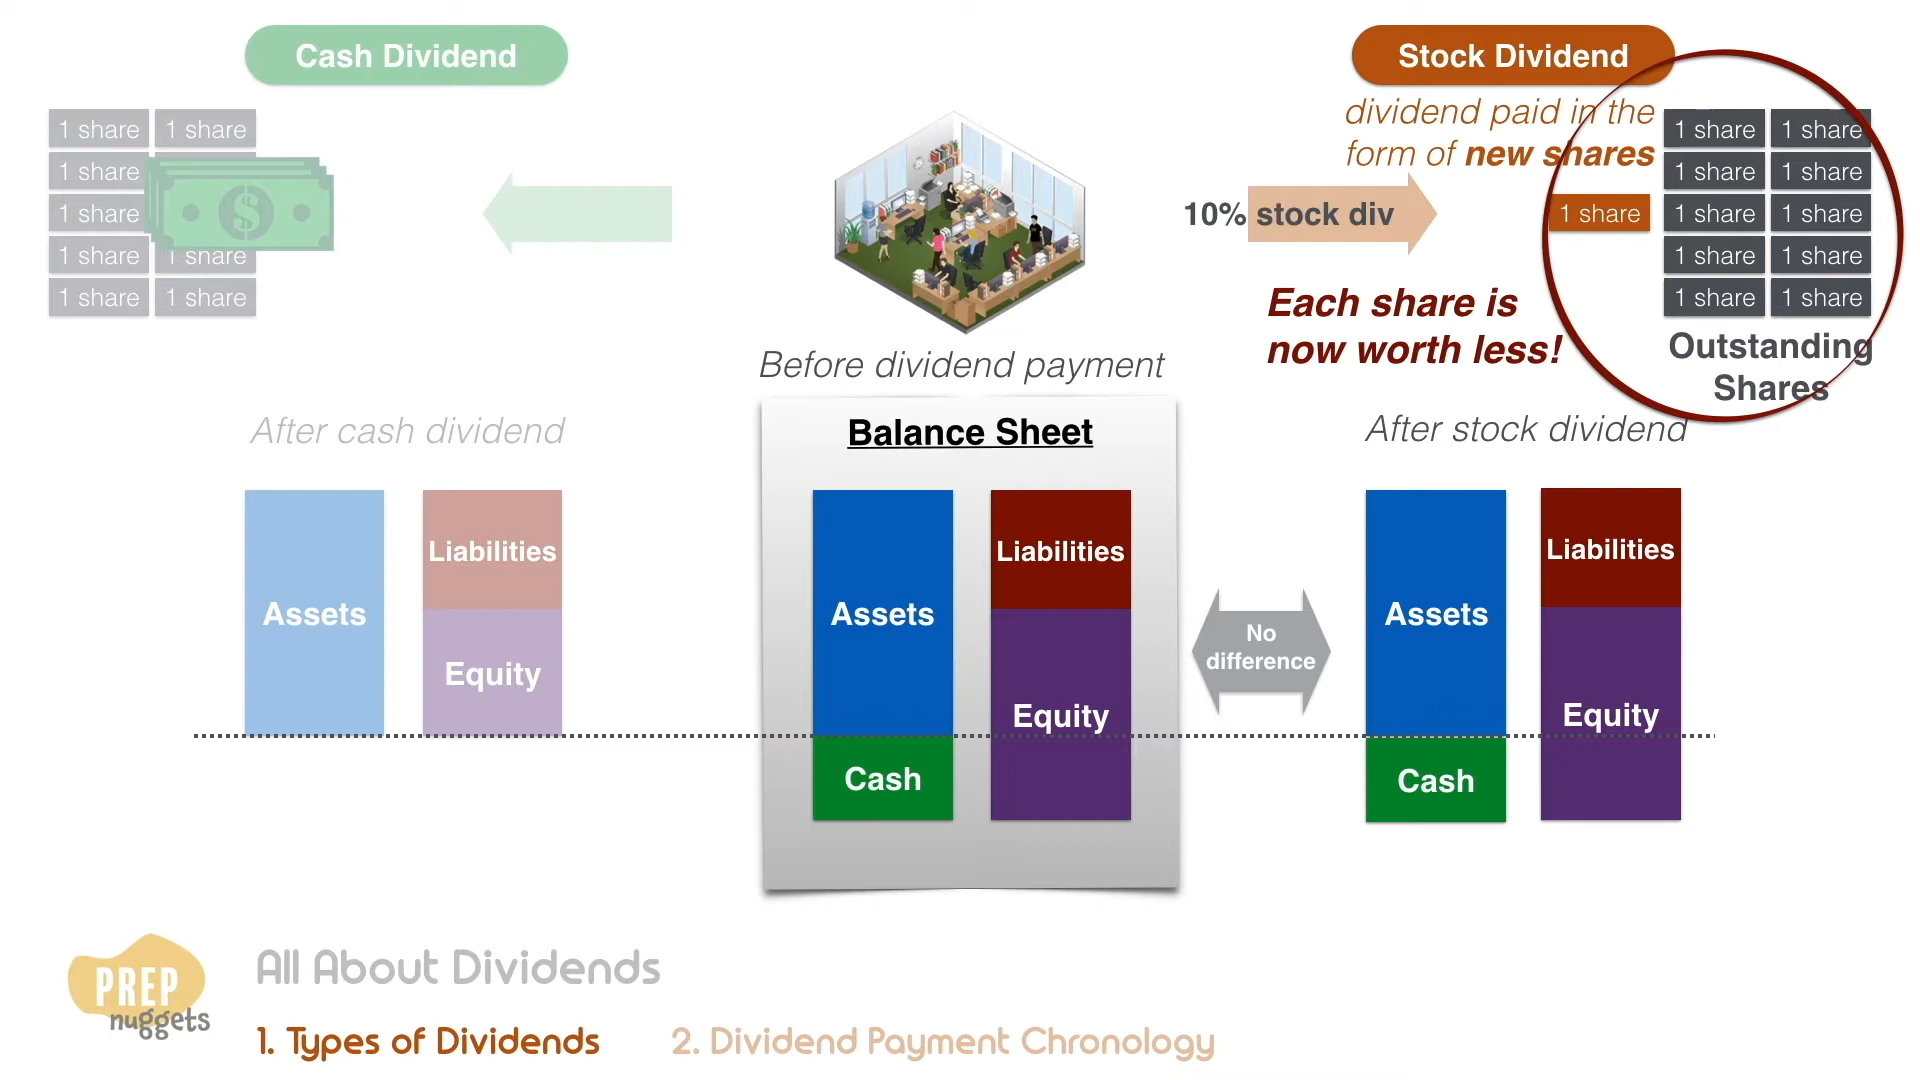 Cash Dividend
1 share 1 share
1 share
1 share
1 share 1 share
1 share 1 share
After cash dividend
Assets
Liabilities
Equity
Before dividend payment
Balance Sheet
Assets
Cash
Liabilities
Equity
No
difference
Stock Dividend
dividend paid in the
form of new shares
10% stock div
1 share
1 share 1 share
1 share 1 share
1 share 1 share
1 share 1 share
1 share 1 share
Outstanding
Shares
Each share is
now worth less!
After stock dividend
Assets
Cash
Liabilities
Equity
PREP
nuggets
All About Dividends
1. Types of Dividends
2. Dividend Payment Chronology